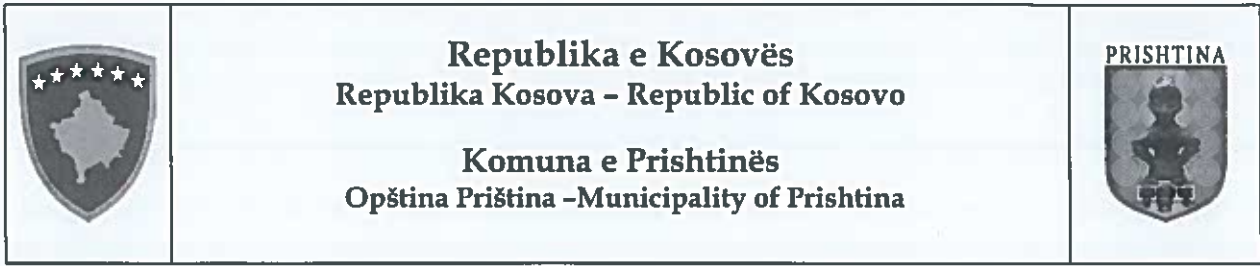 Republika e Kosovës
Republika Kosova – Republic of Kosovo
Komuna e Prishtinës
Opština Priština –Municipality of Prishtina
PRISHTINA